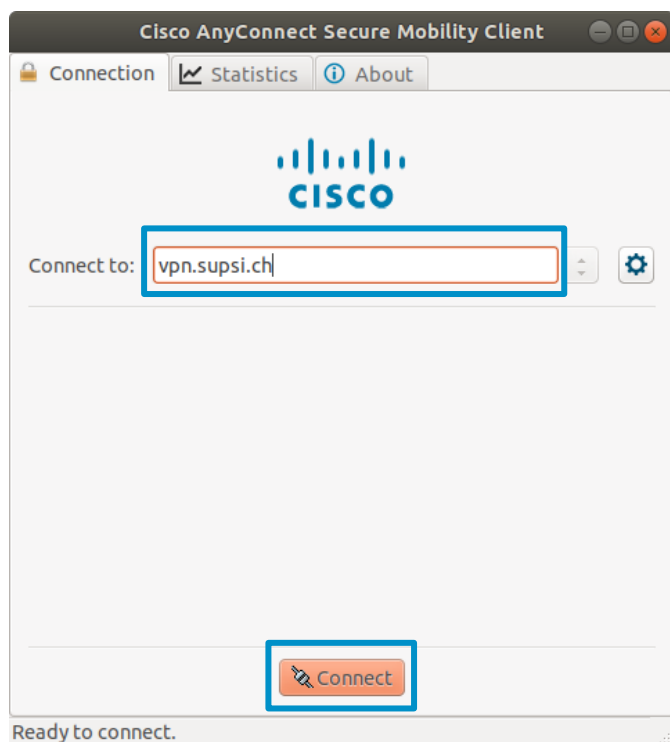 Cisco AnyConnect Secure Mobility Client
Connection Statistics About
CISCO
Connect to: vpn.supsi.ch
Connect
Ready to connect.